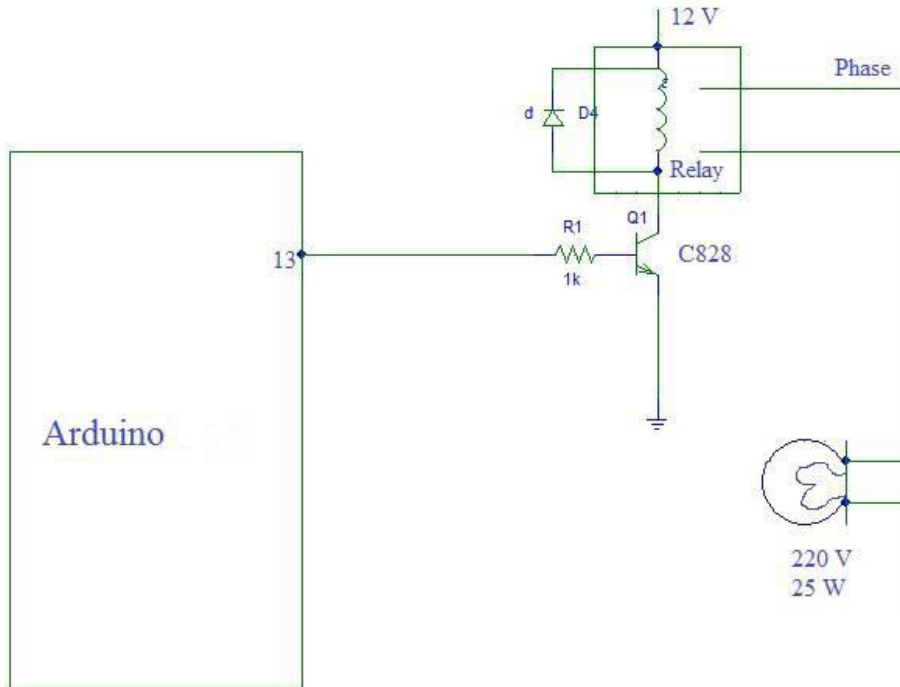 12 V
Phase
d
D4
Relay
Q1
R1
C828
13
1k
Arduino
220 V
25 W